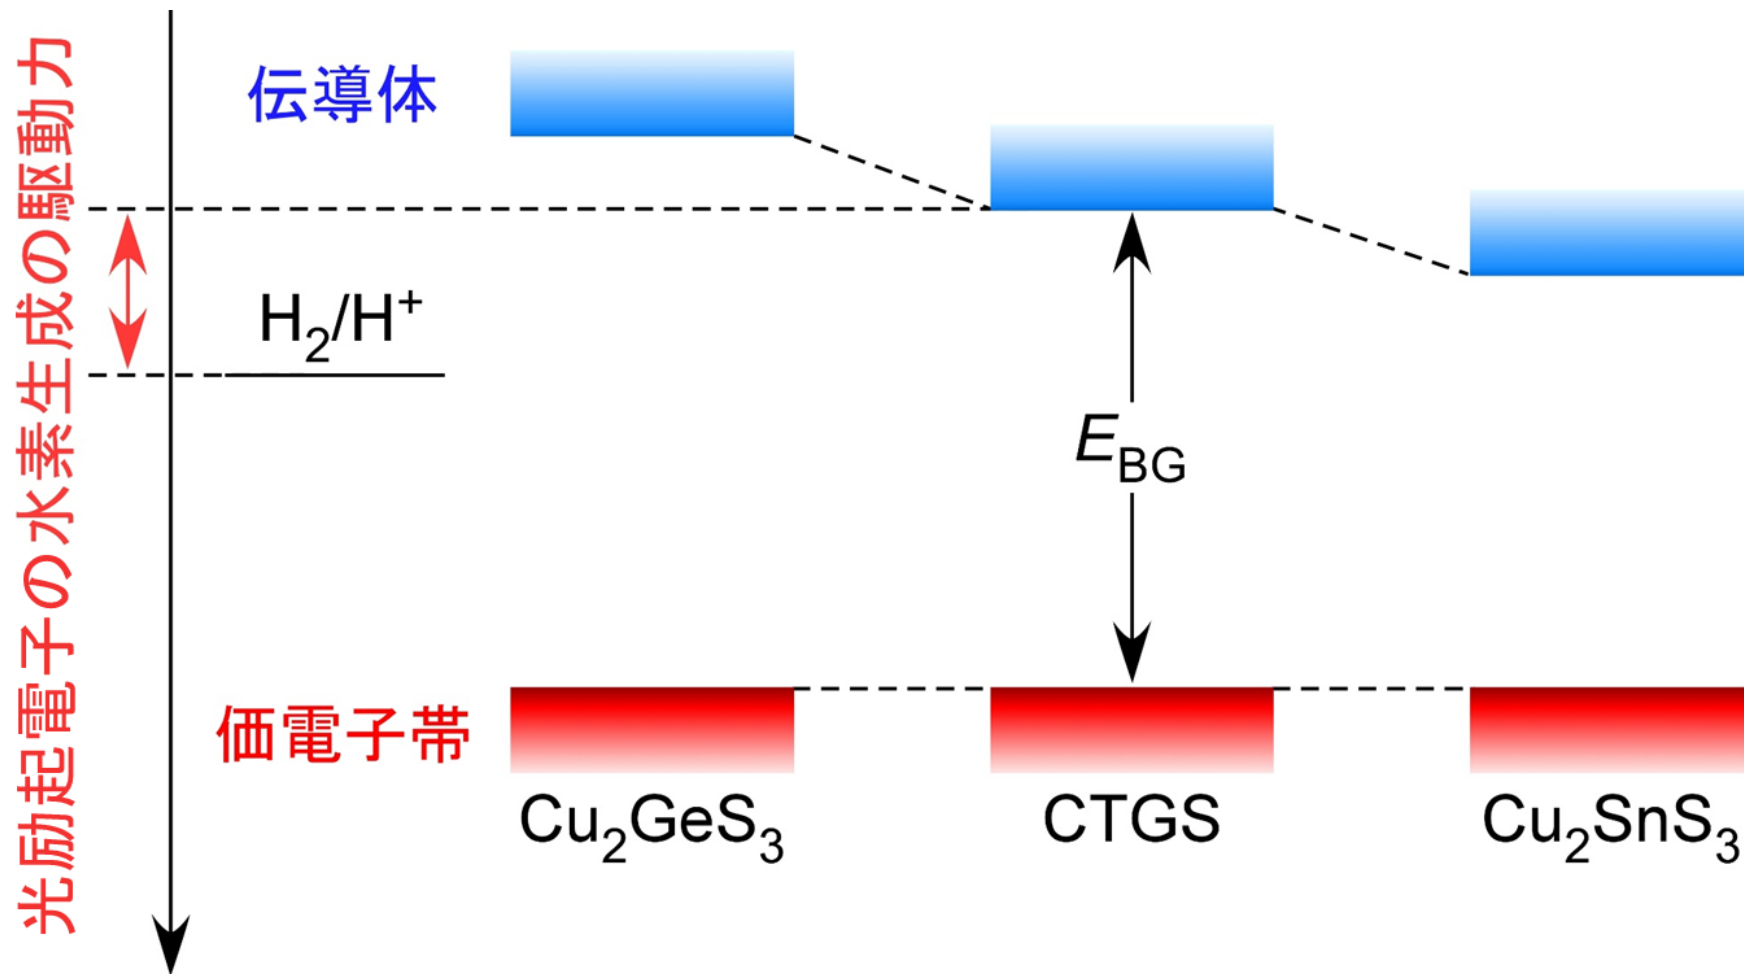 光励起電子の水素生成の駆動力
伝導体
H₂/H⁺
E_BG
価電子帯
Cu₂GeS₃
CTGS
Cu₂SnS₃